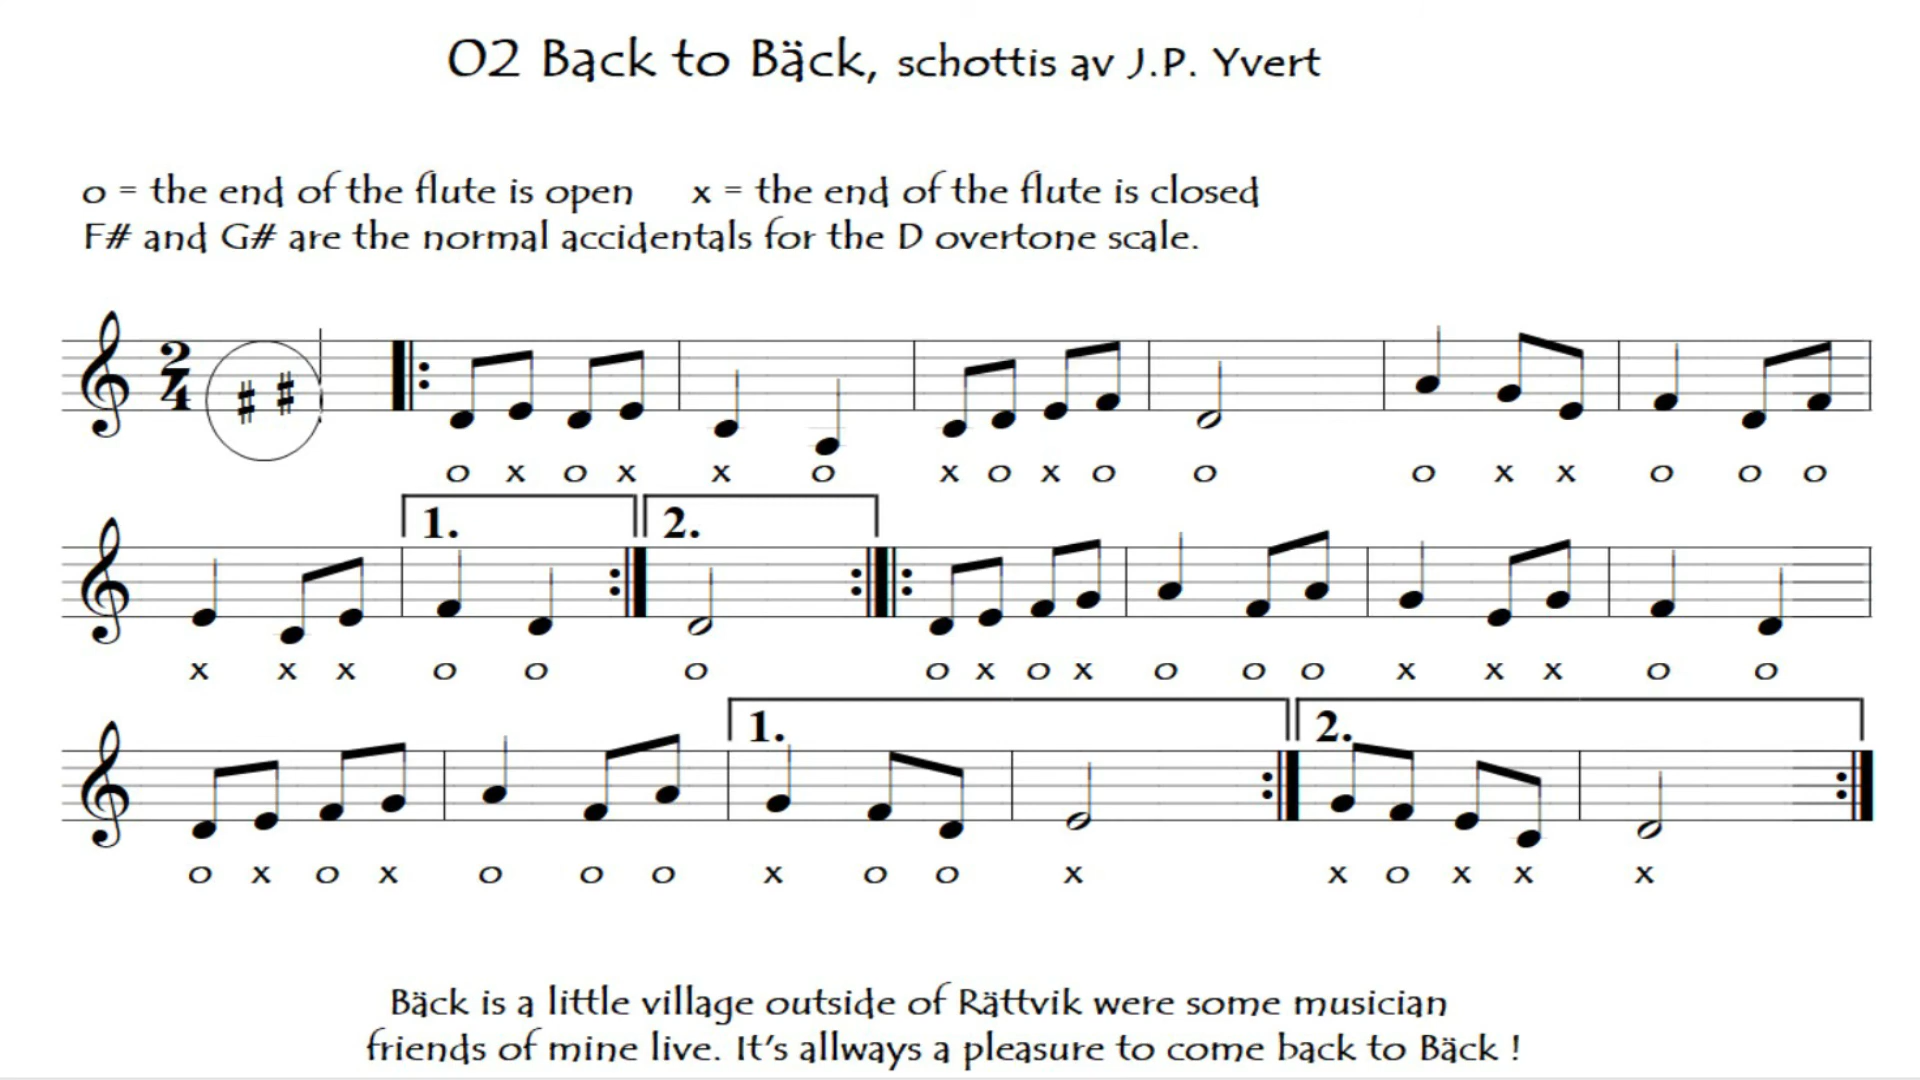 02 Back to Bäck, schottis av J.P. Yvert
o = the end of the flute is open x = the end of the flute is closed
F# and G# are the normal accidentals for the D overtone scale.
2
4
o x o x x o x o x o o o x x o o o
1. 2.
x x x o o o o x o x o o o x x x o o
1. 2.
o x o x o o o x o o x x o x x x
Bäck is a little village outside of Rättvik were some musician
friends of mine live. It's allways a pleasure to come back to Bäck !